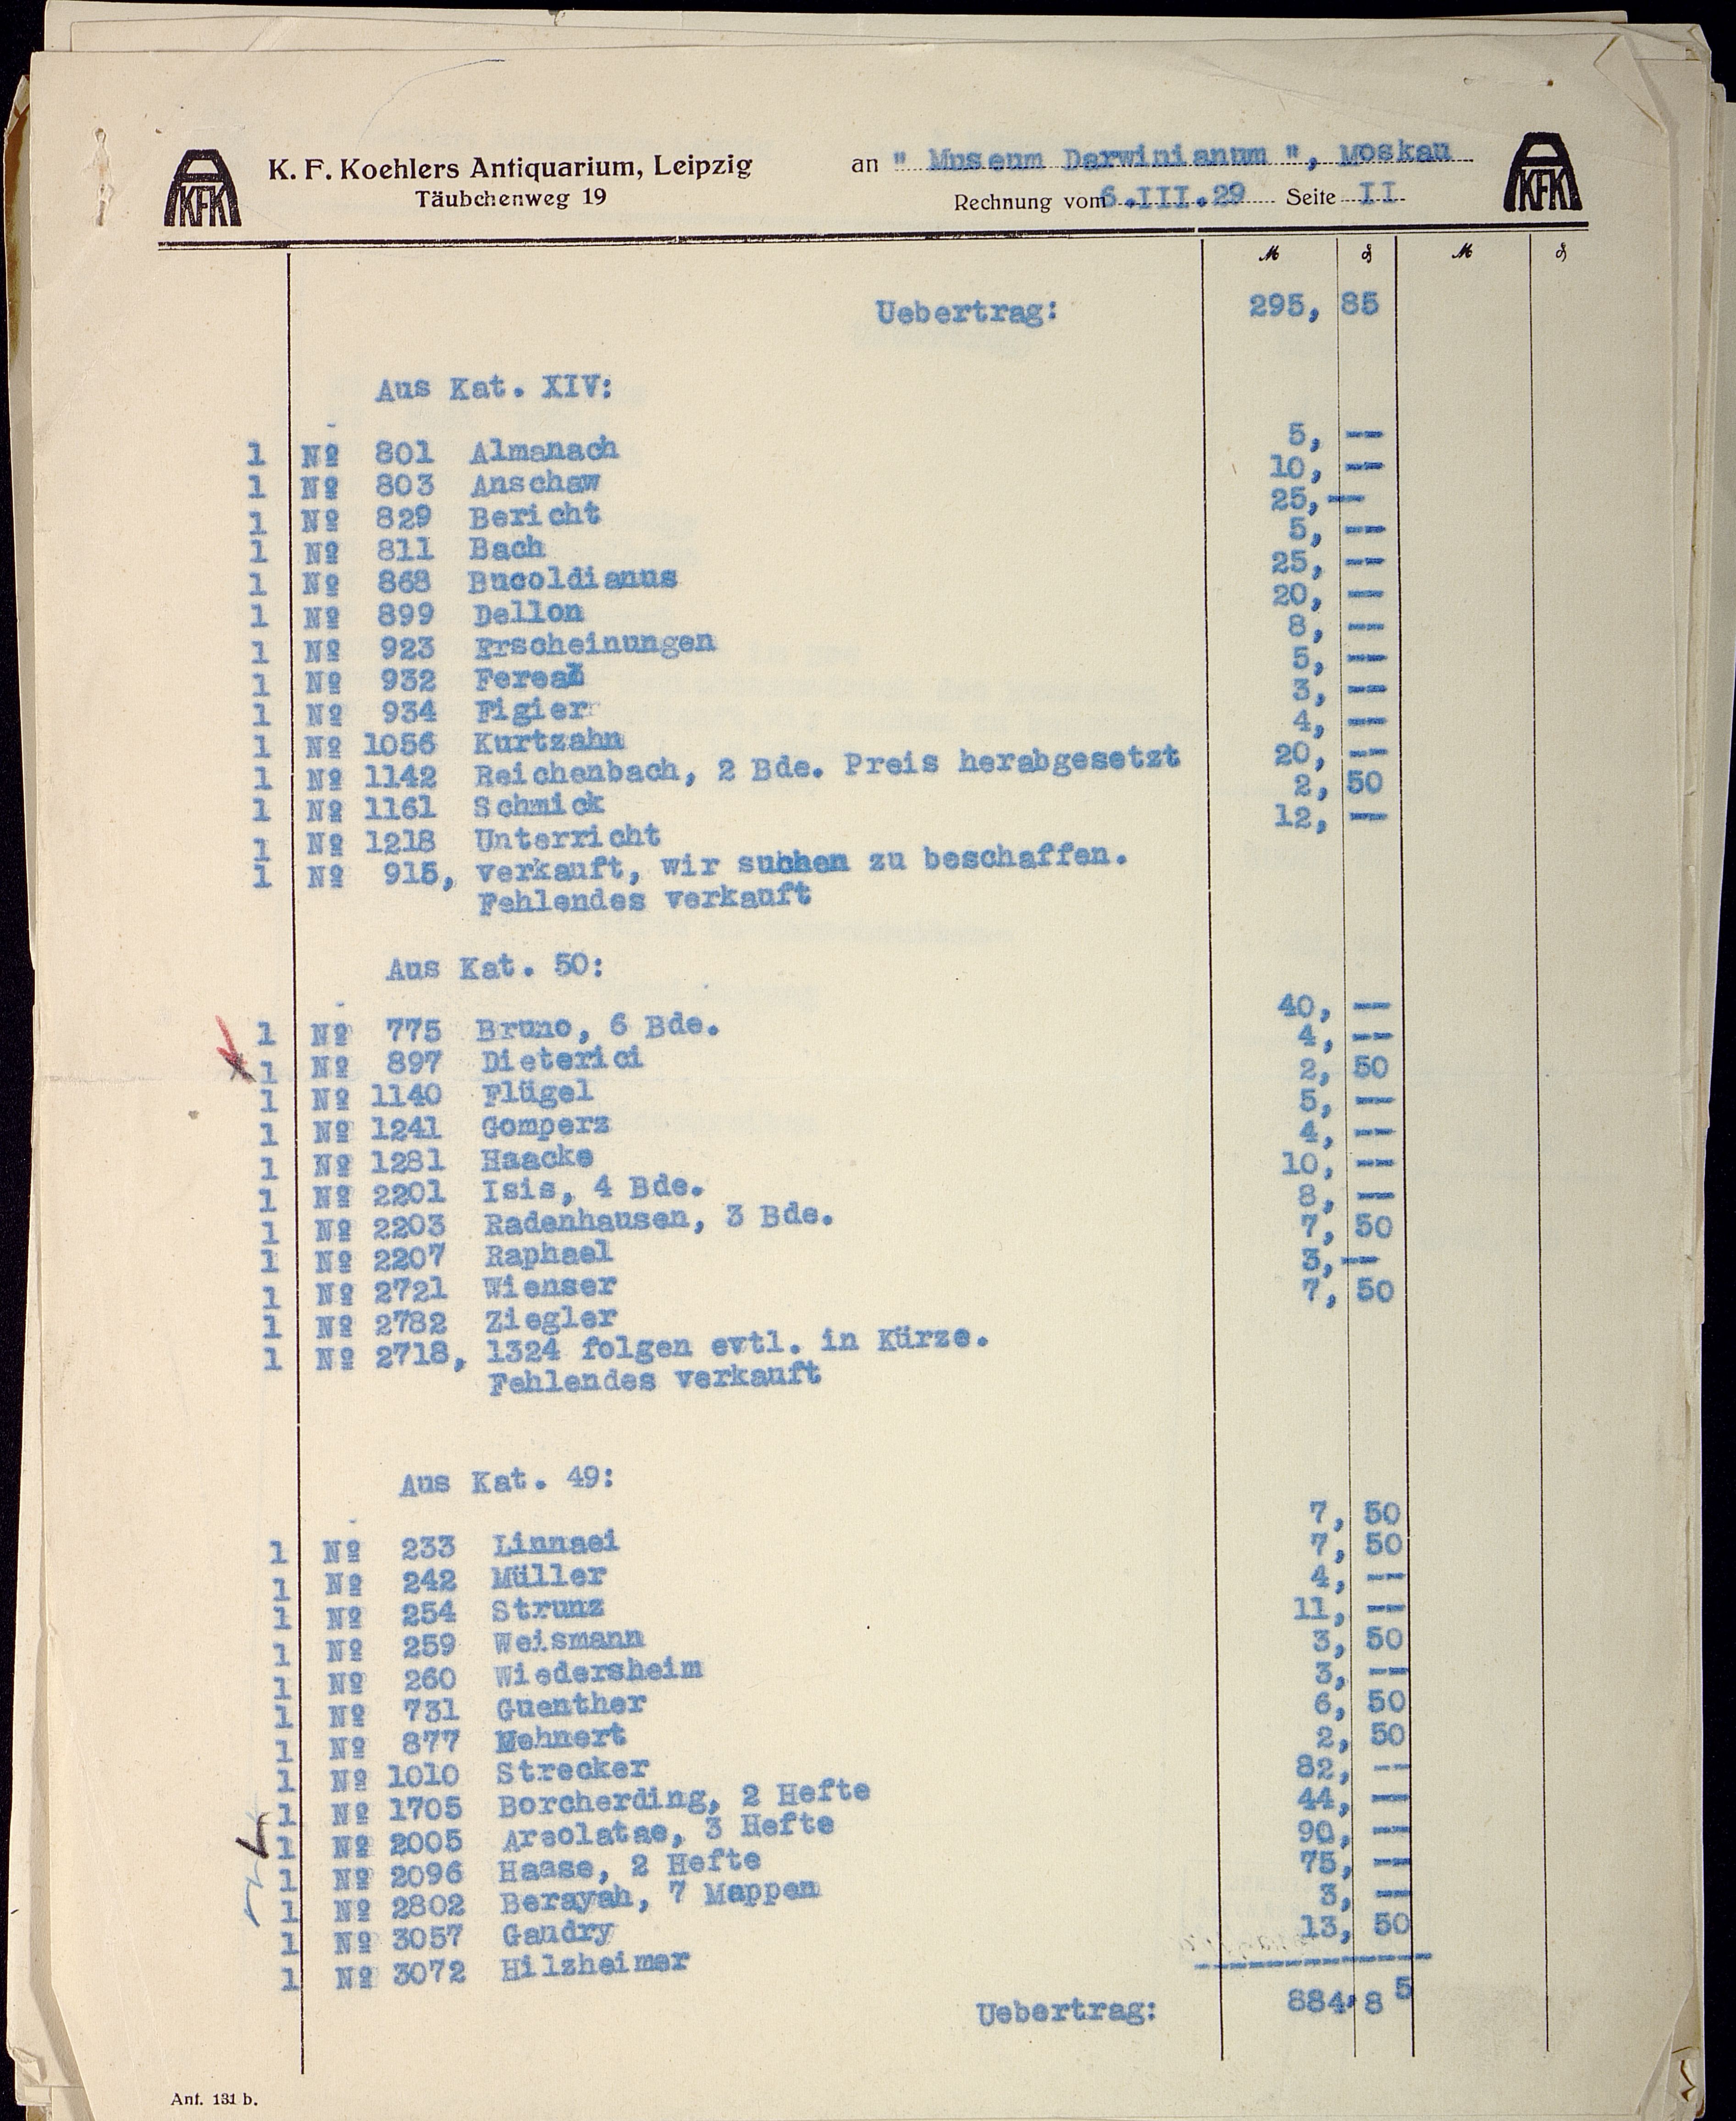 KFK K. F. Koehlers Antiquarium, Leipzig an " Museum Darwinianum ", Moskau KFK
Täubchenweg 19 Rechnung vom 6.III.29 Seite II
ℳ ₰ ℳ ₰
Uebertrag: 295, 85
Aus Kat. XIV:
1 Nº 801 Almanach 5, --
1 Nº 803 Anschaw 10, --
1 Nº 829 Bericht 25,--
1 Nº 811 Bach 5, --
1 Nº 868 Bucoldianus 25, --
1 Nº 899 Dellon 20, --
1 Nº 923 Erscheinungen 8, --
1 Nº 932 5, --
1 Nº 934 Figier 3, --
1 Nº 1056 Kurtzahn 4, --
1 Nº 1142 Reichenbach, 2 Bde. Preis herabgesetzt 20, --
1 Nº 1161 Schmick 2, 50
1 Nº 1218 Unterricht 12, --
1 Nº 915, verkauft, wir suchen zu beschaffen.
Fehlendes verkauft
Aus Kat. 50:
1 Nº 775 Bruno, 6 Bde. 40, --
1 Nº 897 Dieterici 4, --
1 Nº 1140 Flügel 2, 50
1 Nº 1241 Gomperz 5, --
1 Nº 1281 Haacke 4, --
1 Nº 2201 Isis, 4 Bde. 10, --
1 Nº 2203 Radenhausen, 3 Bde. 8, --
1 Nº 2207 Raphael 7, 50
1 Nº 2721 Wienser 3,--
1 Nº 2782 Ziegler 7, 50
1 Nº 2718, 1324 folgen evtl. in Kürze.
Fehlendes verkauft
Aus Kat. 49:
1 Nº 233 Linnaei 7, 50
1 Nº 242 Müller 7, 50
1 Nº 254 Strunz 4, --
1 Nº 259 Weismann 11, --
1 Nº 260 Wiedersheim 3, 50
1 Nº 731 Guenther 3, --
1 Nº 877 Mehnert 6, 50
1 Nº 1010 Strecker 2, 50
1 Nº 1705 Borcherding, 2 Hefte 82, --
1 Nº 2005 Areolatae, 3 Hefte 44, --
1 Nº 2096 Haase, 2 Hefte 90, --
1 Nº 2802 Berayah, 7 Mappen 75, --
1 Nº 3057 Gaudry 3, --
1 Nº 3072 Hilzheimer 13, 50
Uebertrag: 884,85
Ant. 131 b.